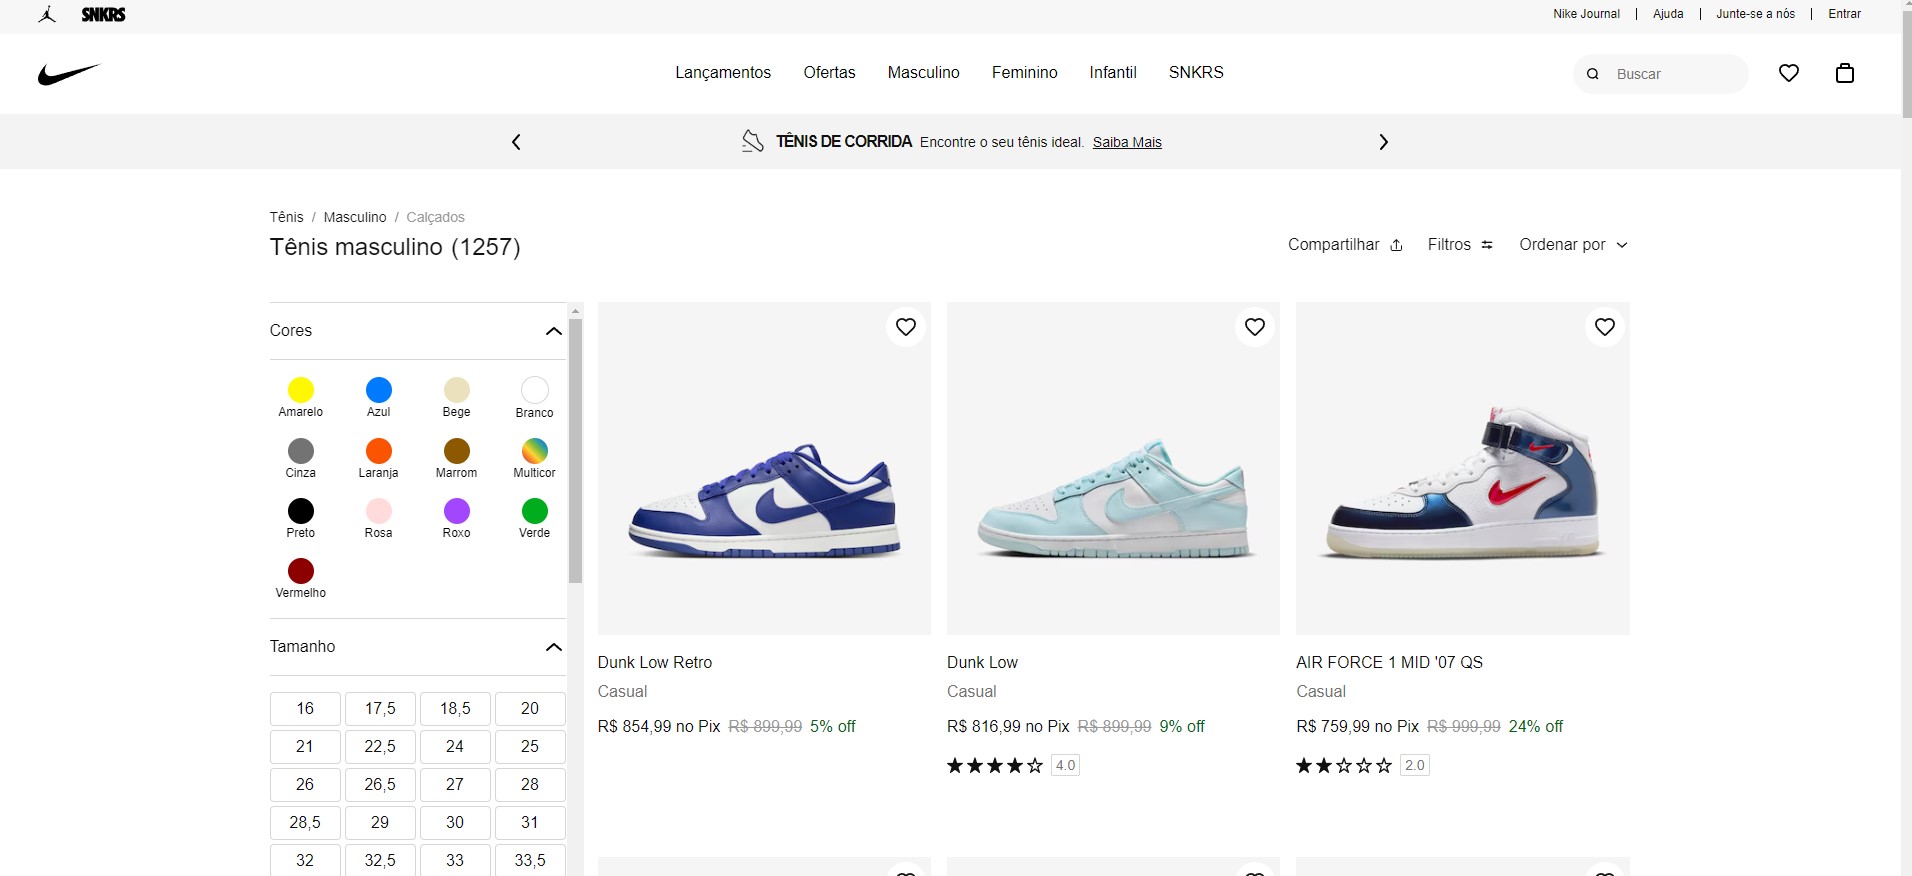 SNKRS
Nike Journal | Ajuda | Junte-se a nós | Entrar
Lançamentos Ofertas Masculino Feminino Infantil SNKRS
Buscar
TÊNIS DE CORRIDA Encontre o seu tênis ideal. Saiba Mais
Tênis / Masculino / Calçados
Tênis masculino (1257)
Compartilhar Filtros Ordenar por
Cores
Amarelo Azul Bege Branco
Cinza Laranja Marrom Multicor
Preto Rosa Roxo Verde
Vermelho
Tamanho
16 17,5 18,5 20
21 22,5 24 25
26 26,5 27 28
28,5 29 30 31
32 32,5 33 33,5
Dunk Low Retro
Casual
R$ 854,99 no Pix R$ 899,99 5% off
Dunk Low
Casual
R$ 816,99 no Pix R$ 899,99 9% off
4.0
AIR FORCE 1 MID '07 QS
Casual
R$ 759,99 no Pix R$ 999,99 24% off
2.0